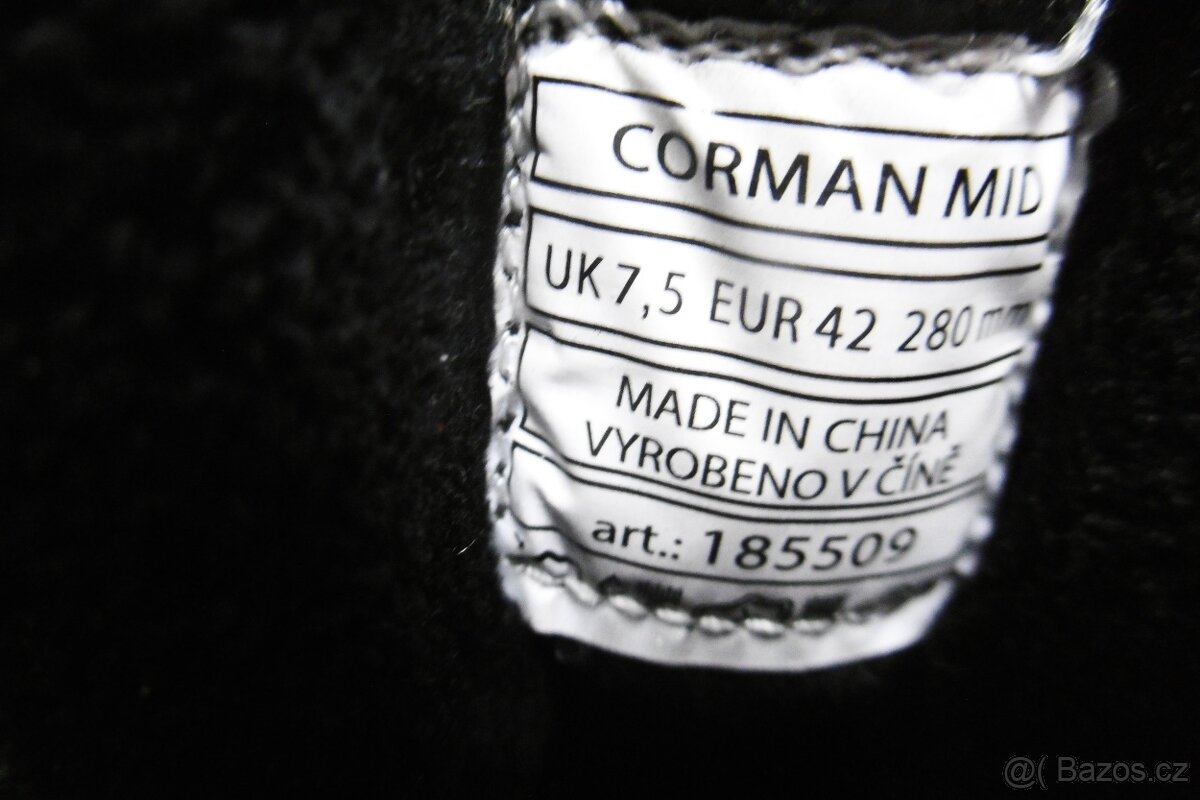 CORMAN MID
UK 7,5 EUR 42 280 mm
MADE IN CHINA
VYROBENO V ČÍNĚ
art.: 185509
@( Bazos.cz